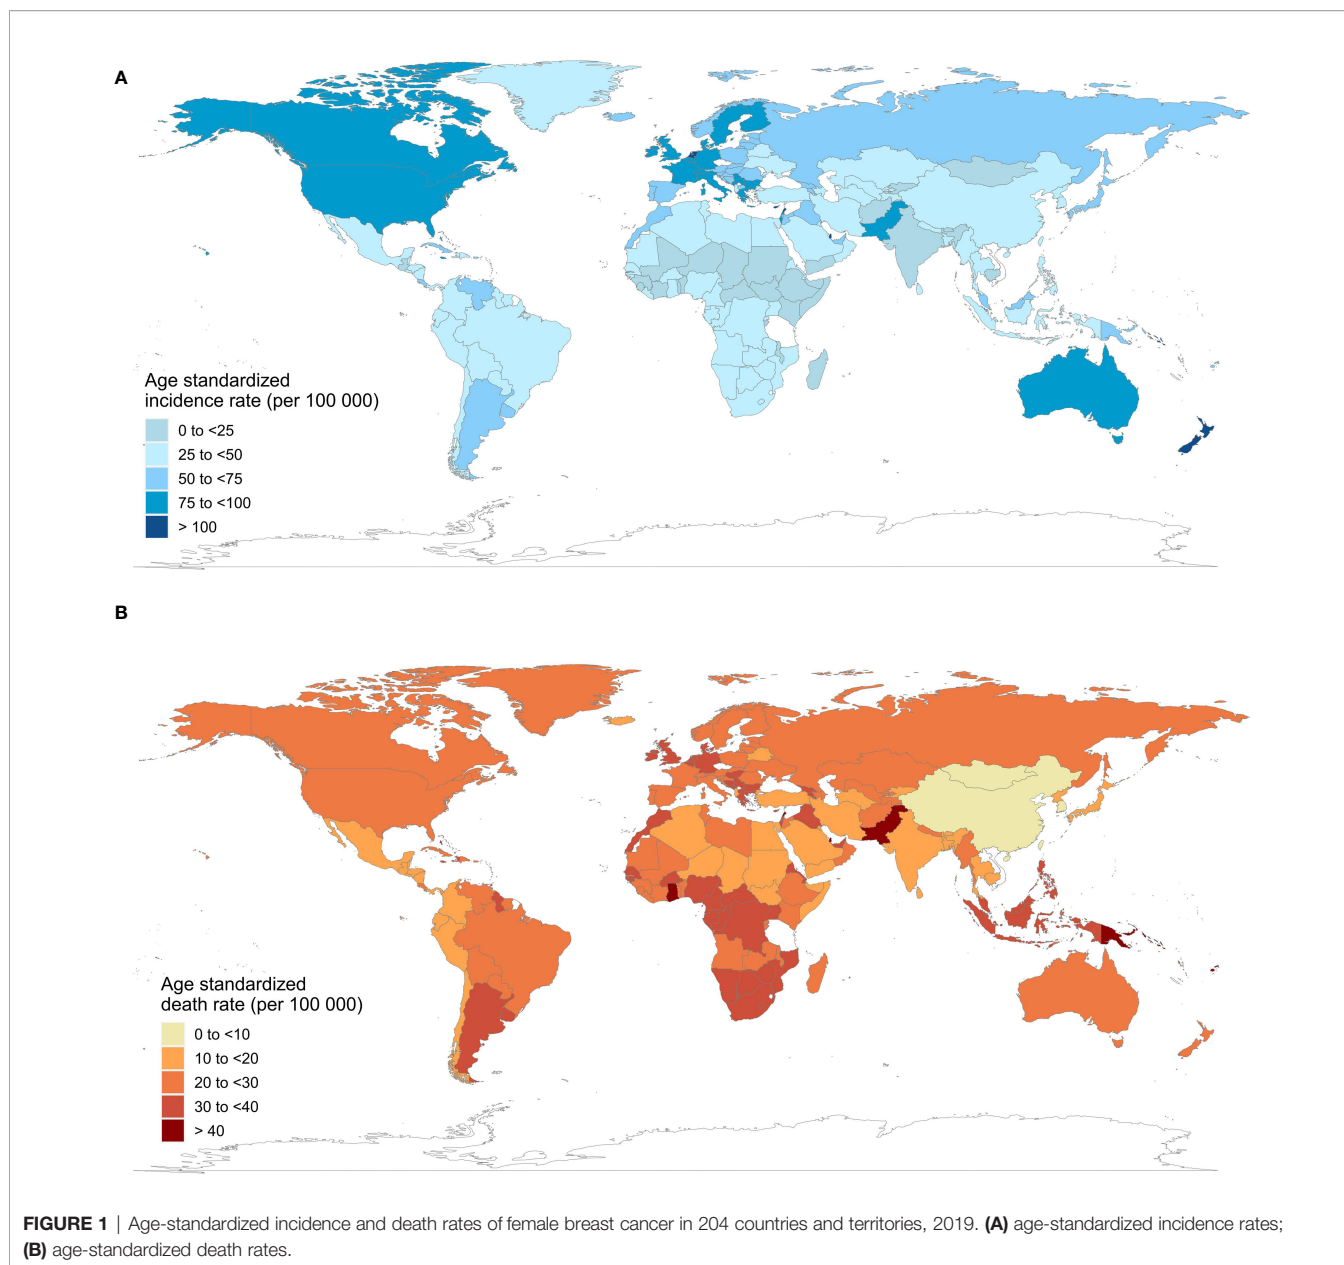 A
Age standardized
incidence rate (per 100 000)
0 to <25
25 to <50
50 to <75
75 to <100
> 100
B
Age standardized
death rate (per 100 000)
0 to <10
10 to <20
20 to <30
30 to <40
> 40
FIGURE 1 | Age-standardized incidence and death rates of female breast cancer in 204 countries and territories, 2019. (A) age-standardized incidence rates;
(B) age-standardized death rates.